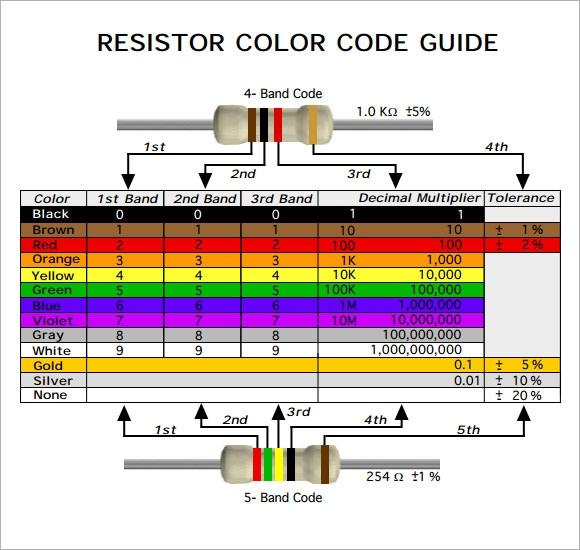 RESISTOR COLOR CODE GUIDE
4- Band Code
1.0 KΩ ±5%
1st
2nd
3rd
4th
Color 1st Band 2nd Band 3rd Band Decimal Multiplier Tolerance
Black 0 0 0 1 1
Brown 1 1 1 10 10 ± 1 %
Red 2 2 2 100 100 ± 2 %
Orange 3 3 3 1K 1,000
Yellow 4 4 4 10K 10,000
Green 5 5 5 100K 100,000
Blue 6 6 6 1M 1,000,000
Violet 7 7 7 10M 10,000,000
Gray 8 8 8 100,000,000
White 9 9 9 1,000,000,000
Gold 0.1 ± 5 %
Silver 0.01 ± 10 %
None ± 20 %
1st
2nd
3rd
4th
5th
254 Ω ±1 %
5- Band Code